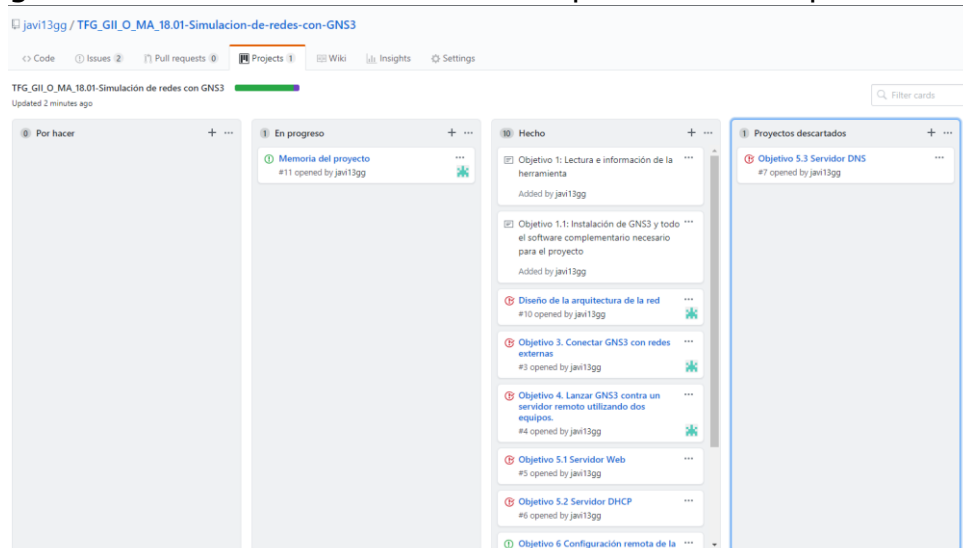 javi13gg / TFG_GII_O_MA_18.01-Simulacion-de-redes-con-GNS3
Code Issues 2 Pull requests 0 Projects 1 Wiki Insights Settings
TFG_GII_O_MA_18.01-Simulación de redes con GNS3
Updated 2 minutes ago
Filter cards
0 Por hacer
1 En progreso
Memoria del proyecto
#11 opened by javi13gg
10 Hecho
Objetivo 1: Lectura e información de la
herramienta
Added by javi13gg
Objetivo 1.1: Instalación de GNS3 y todo
el software complementario necesario
para el proyecto
Added by javi13gg
Diseño de la arquitectura de la red
#10 opened by javi13gg
Objetivo 3. Conectar GNS3 con redes
externas
#3 opened by javi13gg
Objetivo 4. Lanzar GNS3 contra un
servidor remoto utilizando dos
equipos.
#4 opened by javi13gg
Objetivo 5.1 Servidor Web
#5 opened by javi13gg
Objetivo 5.2 Servidor DHCP
#6 opened by javi13gg
Objetivo 6 Configuración remota de la
1 Proyectos descartados
Objetivo 5.3 Servidor DNS
#7 opened by javi13gg